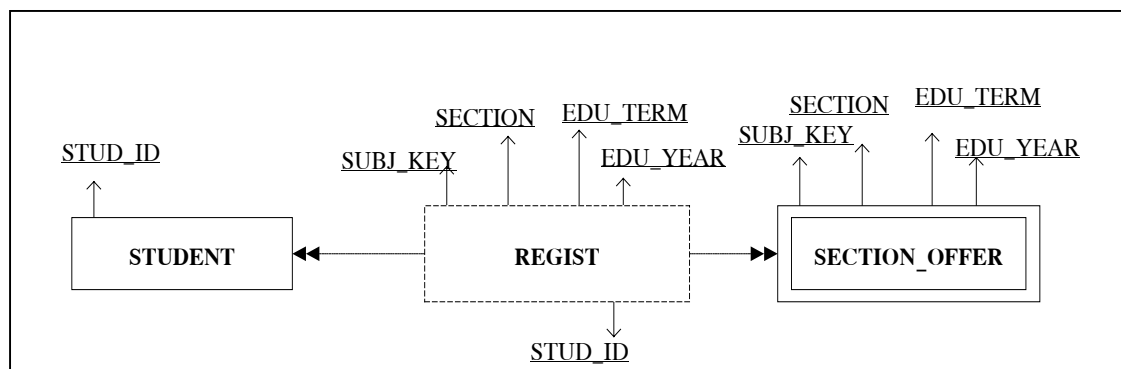 SECTION
EDU_TERM
SECTION
EDU_TERM
STUD_ID
SUBJ_KEY
EDU_YEAR
SUBJ_KEY
EDU_YEAR
STUDENT
REGIST
SECTION_OFFER
STUD_ID